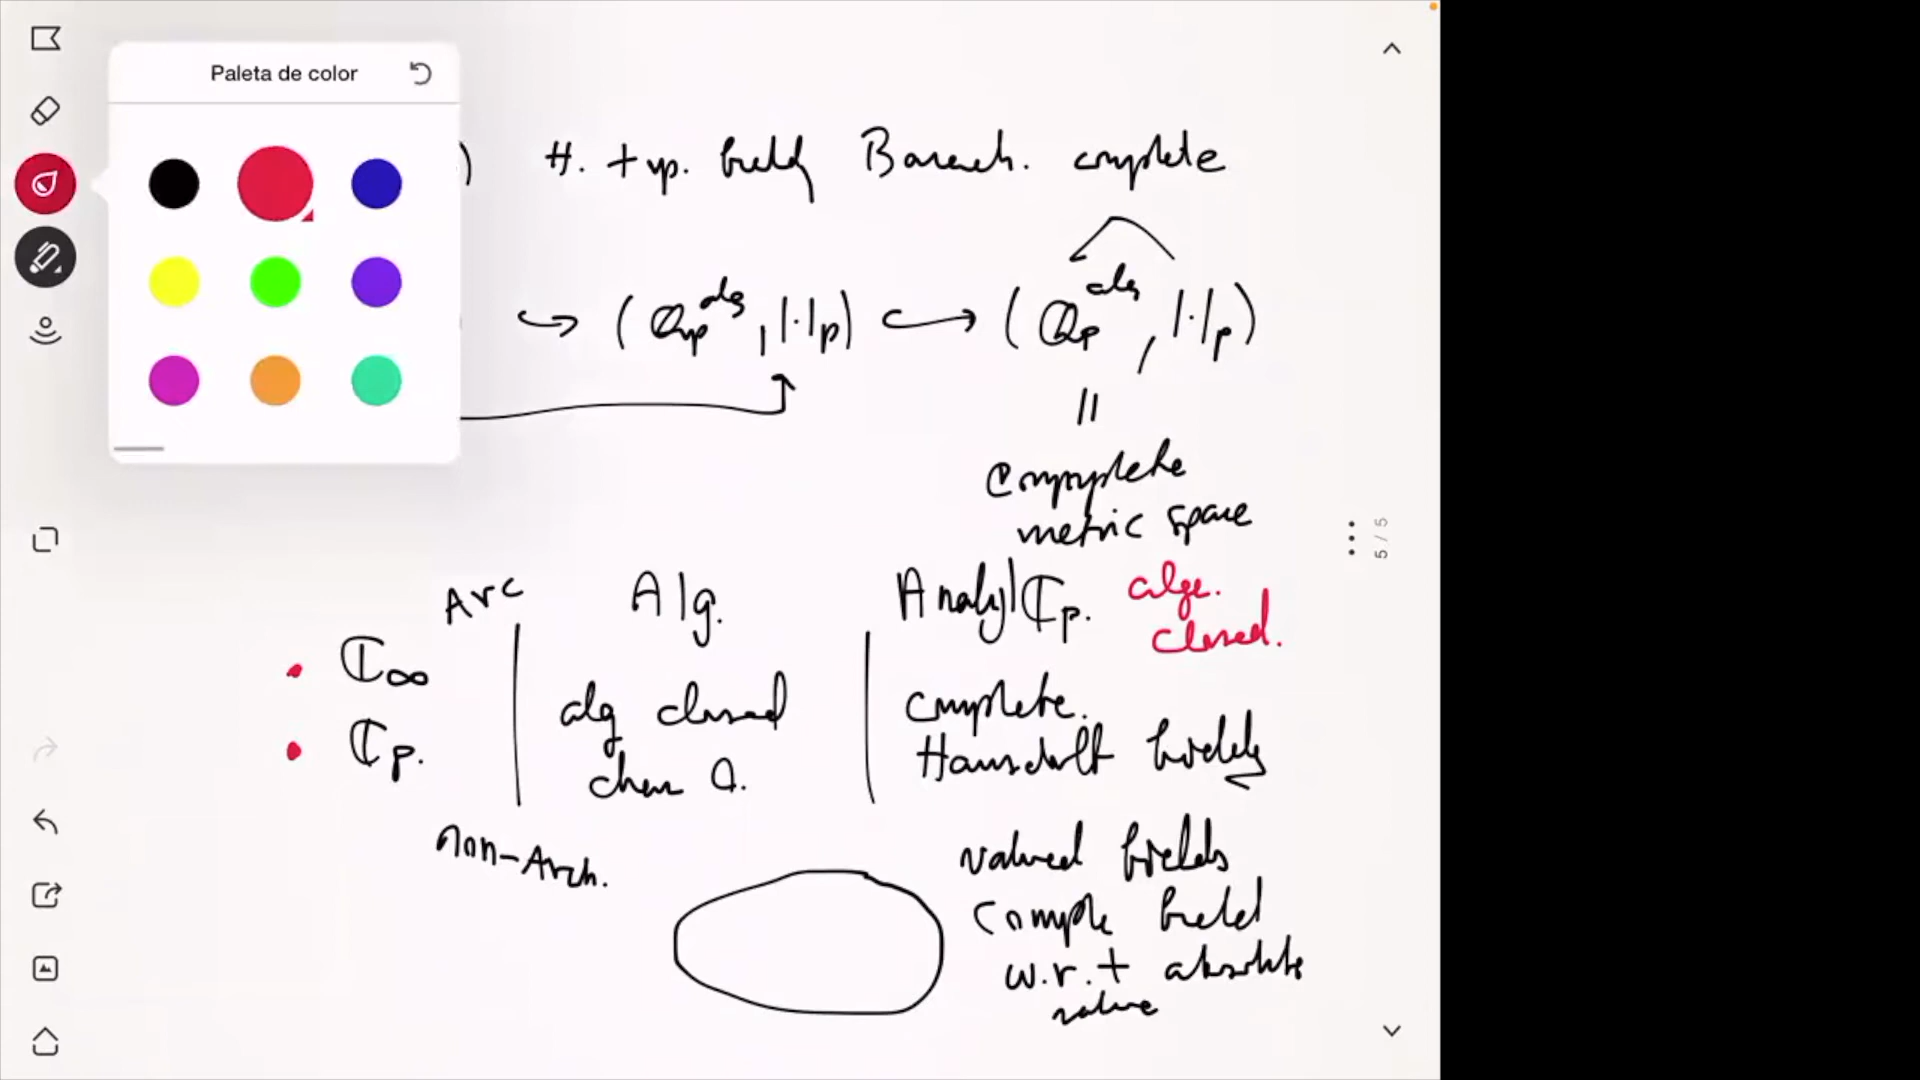 Paleta de color
) H. top. field Banach. complete
↪ ( Qp^alg , |·|p) ↪ ( Qp^alg , |·|p)
||
Complete
metric space
Arc Alg. Analy| ℂp. alge.
closed.
• ℂ∞ alg closed complete.
• ℂp. char 0. Hausdorff fields
non-Arch. valued fields
comple field
w.r.t absolute
value
5 / 5